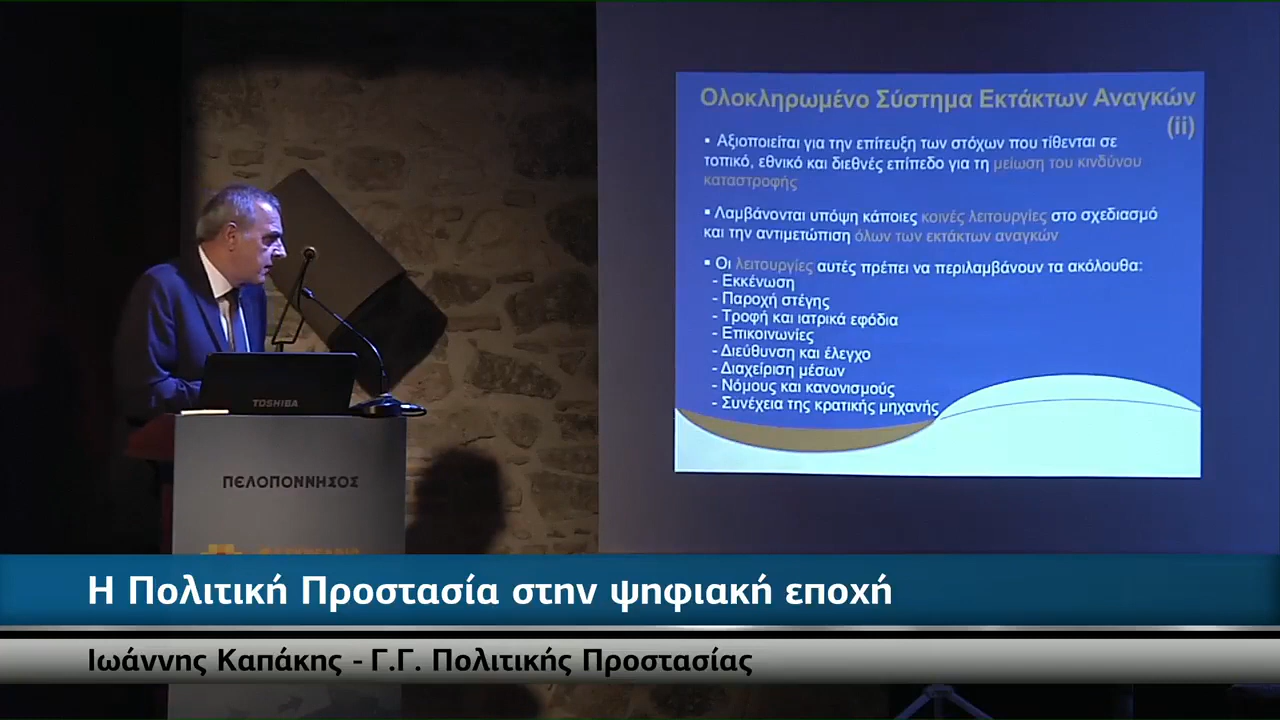 Ολοκληρωμένο Σύστημα Εκτάκτων Αναγκών
(ii)
▪ Αξιοποιείται για την επίτευξη των στόχων που τίθενται σε
τοπικό, εθνικό και διεθνές επίπεδο για τη μείωση του κινδύνου
καταστροφής
▪ Λαμβάνονται υπόψη κάποιες κοινές λειτουργίες στο σχεδιασμό
και την αντιμετώπιση όλων των εκτάκτων αναγκών
▪ Οι λειτουργίες αυτές πρέπει να περιλαμβάνουν τα ακόλουθα:
- Εκκένωση
- Παροχή στέγης
- Τροφή και ιατρικά εφόδια
- Επικοινωνίες
- Διεύθυνση και έλεγχο
- Διαχείριση μέσων
- Νόμους και κανονισμούς
- Συνέχεια της κρατικής μηχανής
TOSHIBA
ΠΕΛΟΠΟΝΝΗΣΟΣ
Η Πολιτική Προστασία στην ψηφιακή εποχή
Ιωάννης Καπάκης - Γ.Γ. Πολιτικής Προστασίας